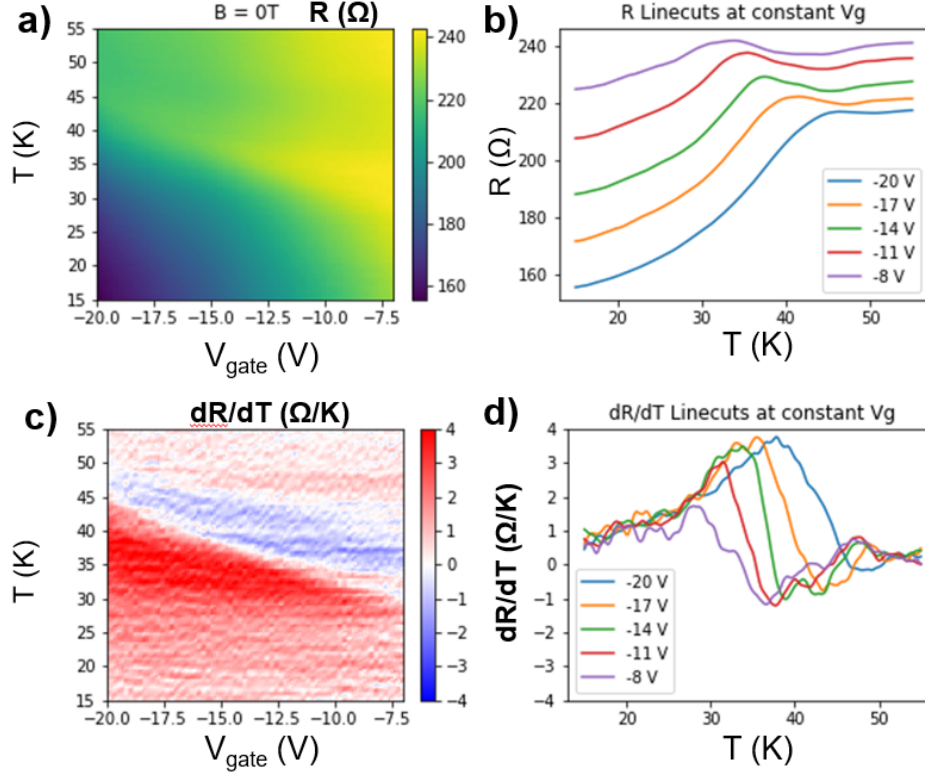 a)
B = 0T
R (Ω)
T (K)
55
50
45
40
35
30
25
20
15
−20.0
−17.5
−15.0
−12.5
−10.0
−7.5
V_gate (V)
240
220
200
180
160
b)
R Linecuts at constant Vg
R (Ω)
240
220
200
180
160
-20 V
-17 V
-14 V
-11 V
-8 V
20
30
40
50
T (K)
c)
dR/dT (Ω/K)
T (K)
55
50
45
40
35
30
25
20
15
−20.0
−17.5
−15.0
−12.5
−10.0
−7.5
V_gate (V)
4
3
2
1
0
−1
−2
−3
−4
d)
dR/dT Linecuts at constant Vg
dR/dT (Ω/K)
4
3
2
1
0
−1
−2
−3
−4
-20 V
-17 V
-14 V
-11 V
-8 V
20
30
40
50
T (K)